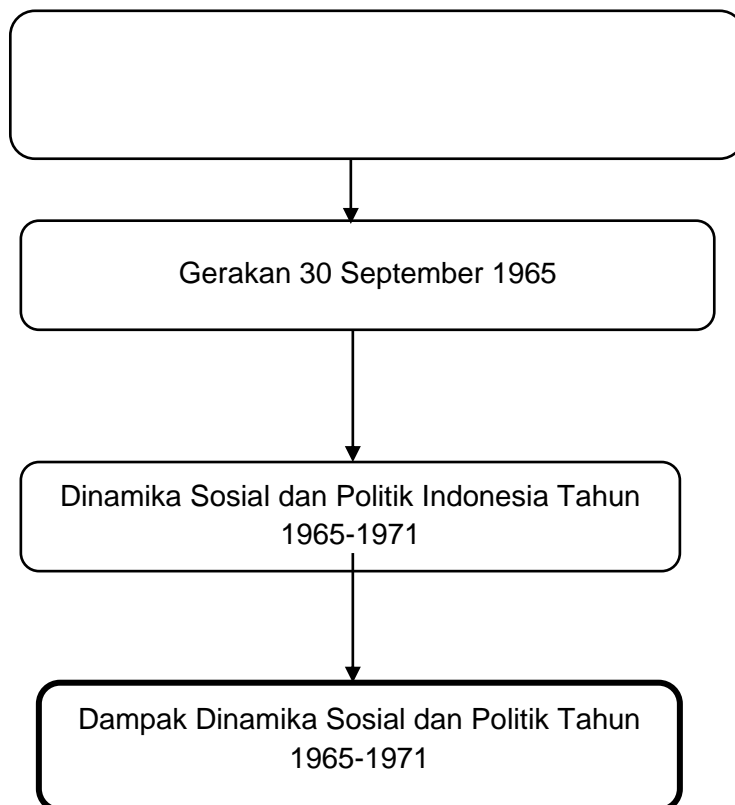 Gerakan 30 September 1965
Dinamika Sosial dan Politik Indonesia Tahun
1965-1971
Dampak Dinamika Sosial dan Politik Tahun
1965-1971